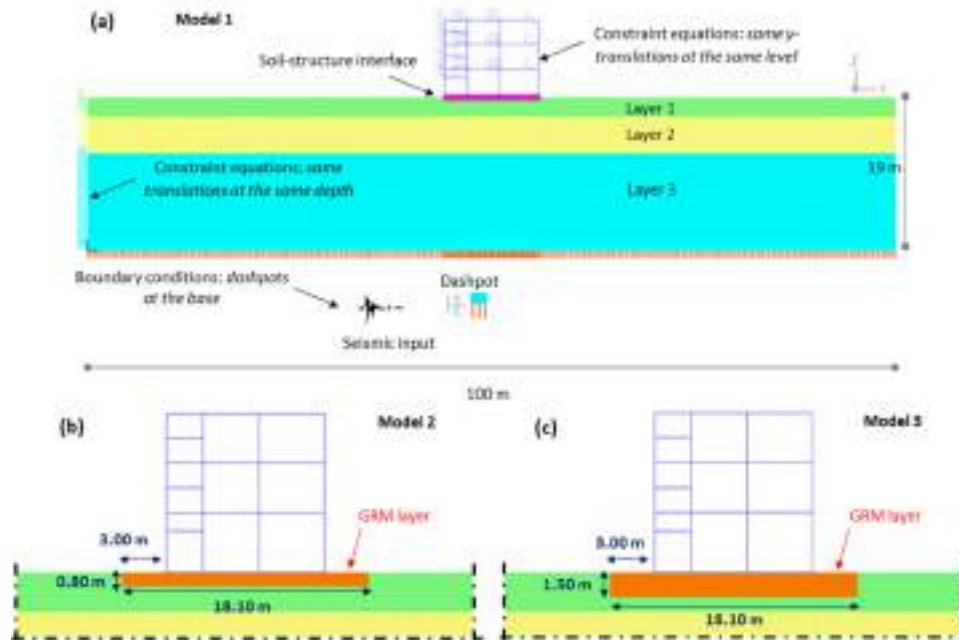 (a)
Model 1
Constraint equations: same y-
translations at the same level
Soil-structure interface
Layer 1
Layer 2
Constraint equations: same
translations at the same depth
Layer 3
19 m
Boundary conditions: dashpots
at the base
Dashpot
Seismic input
100 m
(b)
Model 2
GRM layer
3.00 m
0.80 m
18.10 m
(c)
Model 3
GRM layer
3.00 m
1.50 m
18.10 m